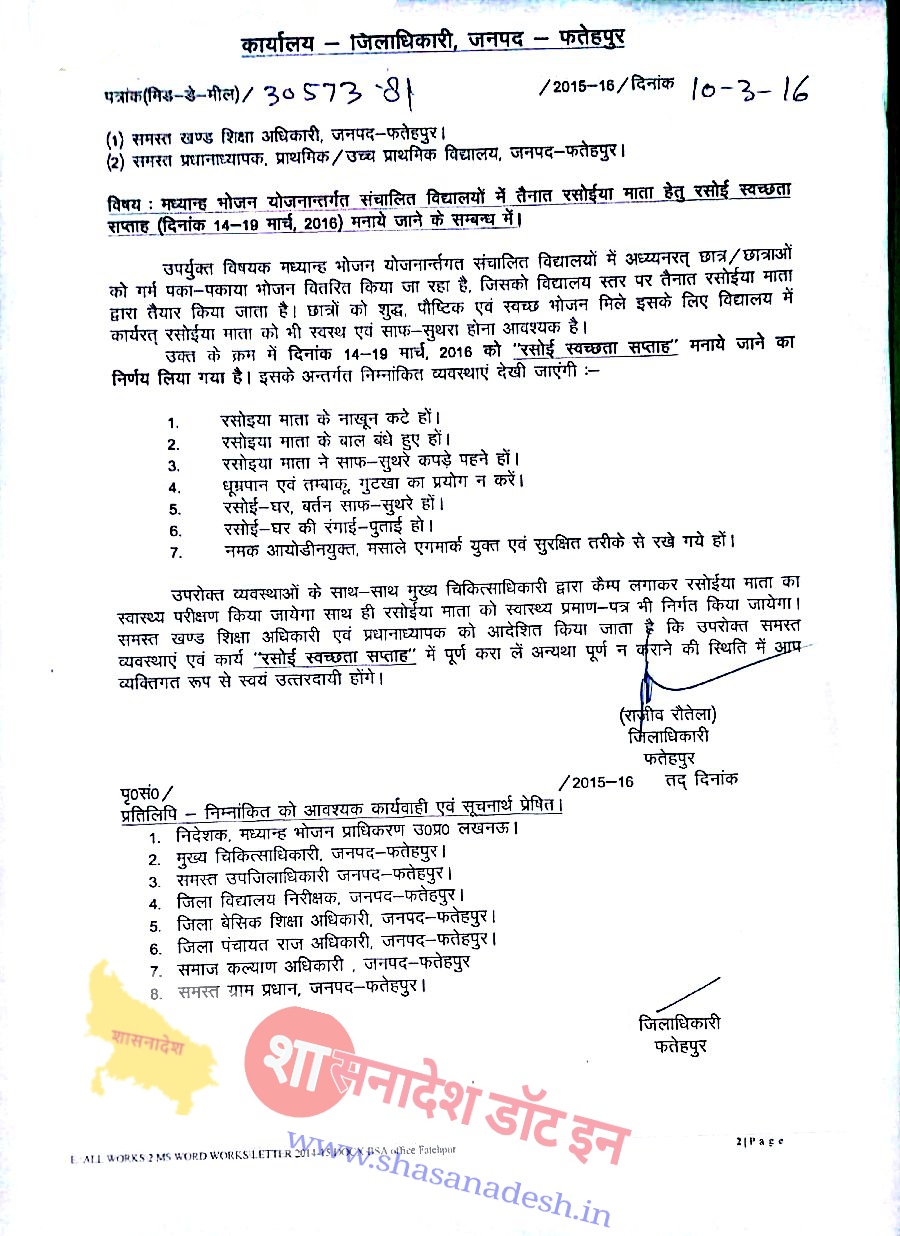 कार्यालय – जिलाधिकारी, जनपद – फतेहपुर
पत्रांक(मिड–डे–मील)/ 30573-81 /2015–16/दिनांक 10-3-16
(1) समस्त खण्ड शिक्षा अधिकारी, जनपद–फतेहपुर।
(2) समस्त प्रधानाध्यापक, प्राथमिक/उच्च प्राथमिक विद्यालय, जनपद–फतेहपुर।
विषय : मध्यान्ह भोजन योजनान्तर्गत संचालित विद्यालयों में तैनात रसोईया माता हेतु रसोई स्वच्छता
सप्ताह (दिनांक 14–19 मार्च, 2016) मनाये जाने के सम्बन्ध में।
उपर्युक्त विषयक मध्यान्ह भोजन योजनार्न्तगत संचालित विद्यालयों में अध्यनरत् छात्र/छात्राओं
को गर्म पका–पकाया भोजन वितरित किया जा रहा है, जिसको विद्यालय स्तर पर तैनात रसोईया माता
द्वारा तैयार किया जाता है। छात्रों को शुद्ध, पौष्टिक एवं स्वच्छ भोजन मिले इसके लिए विद्यालय में
कार्यरत् रसोईया माता को भी स्वस्थ एवं साफ–सुथरा होना आवश्यक है।
उक्त के क्रम में दिनांक 14–19 मार्च, 2016 को "रसोई स्वच्छता सप्ताह" मनाये जाने का
निर्णय लिया गया है। इसके अन्तर्गत निम्नांकित व्यवस्थाएं देखी जाएंगी :–
1. रसोइया माता के नाखून कटे हों।
2. रसोइया माता के बाल बंधे हुए हों।
3. रसोइया माता ने साफ–सुथरे कपड़े पहने हों।
4. धूम्रपान एवं तम्बाकू, गुटखा का प्रयोग न करें।
5. रसोई–घर, बर्तन साफ–सुथरे हों।
6. रसोई–घर की रंगाई–पुताई हो।
7. नमक आयोडीनयुक्त, मसाले एगमार्क युक्त एवं सुरक्षित तरीके से रखे गये हों।
उपरोक्त व्यवस्थाओं के साथ–साथ मुख्य चिकित्साधिकारी द्वारा कैम्प लगाकर रसोईया माता का
स्वास्थ्य परीक्षण किया जायेगा साथ ही रसोईया माता को स्वास्थ्य प्रमाण–पत्र भी निर्गत किया जायेगा।
समस्त खण्ड शिक्षा अधिकारी एवं प्रधानाध्यापक को आदेशित किया जाता है कि उपरोक्त समस्त
व्यवस्थाएं एवं कार्य "रसोई स्वच्छता सप्ताह" में पूर्ण करा लें अन्यथा पूर्ण न कराने की स्थिति में आप
व्यक्तिगत रूप से स्वयं उत्तरदायी होंगे।
(राजीव रौतेला)
जिलाधिकारी
फतेहपुर
पृ०सं०/ /2015–16 तद् दिनांक
प्रतिलिपि – निम्नांकित को आवश्यक कार्यवाही एवं सूचनार्थ प्रेषित।
1. निदेशक, मध्यान्ह भोजन प्राधिकरण उ०प्र० लखनऊ।
2. मुख्य चिकित्साधिकारी, जनपद–फतेहपुर।
3. समस्त उपजिलाधिकारी जनपद–फतेहपुर।
4. जिला विद्यालय निरीक्षक, जनपद–फतेहपुर।
5. जिला बेसिक शिक्षा अधिकारी, जनपद–फतेहपुर।
6. जिला पंचायत राज अधिकारी, जनपद–फतेहपुर।
7. समाज कल्याण अधिकारी , जनपद–फतेहपुर
8. समस्त ग्राम प्रधान, जनपद–फतेहपुर।
जिलाधिकारी
फतेहपुर
शासनादेश
शासनादेश डॉट इन
www.shasanadesh.in
2|Page
ALL WORKS 2 MS WORD WORKS LETTER BSA office Fatehpur